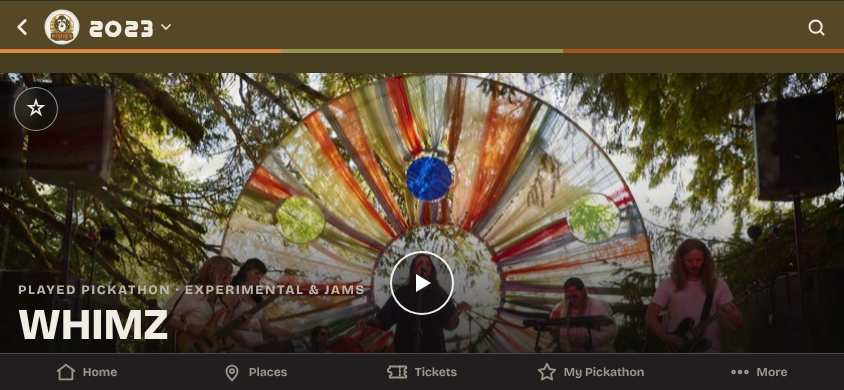 2023
PLAYED PICKATHON · EXPERIMENTAL & JAMS
WHIMZ
Home
Places
Tickets
My Pickathon
More